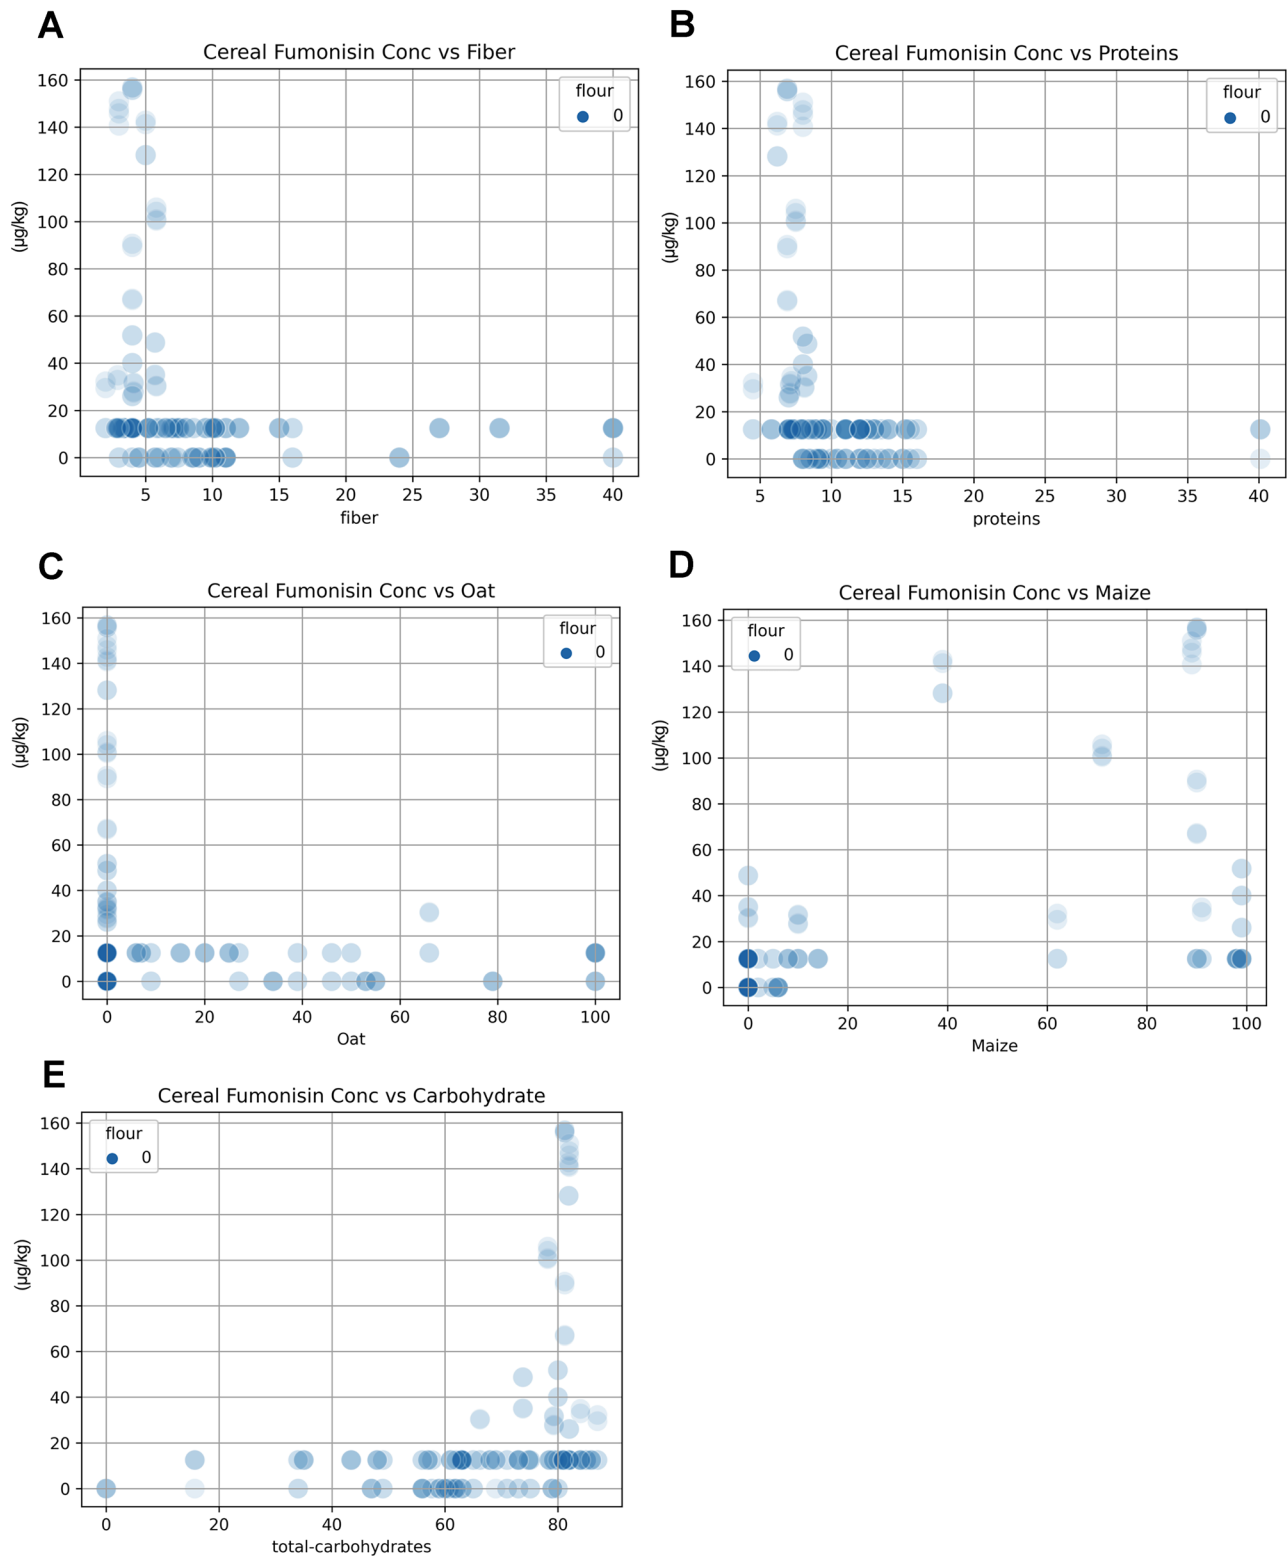 A
Cereal Fumonisin Conc vs Fiber
flour
0
(µg/kg)
160
140
120
100
80
60
40
20
0
5 10 15 20 25 30 35 40
fiber
B
Cereal Fumonisin Conc vs Proteins
flour
0
(µg/kg)
160
140
120
100
80
60
40
20
0
5 10 15 20 25 30 35 40
proteins
C
Cereal Fumonisin Conc vs Oat
flour
0
(µg/kg)
160
140
120
100
80
60
40
20
0
0 20 40 60 80 100
Oat
D
Cereal Fumonisin Conc vs Maize
flour
0
(µg/kg)
160
140
120
100
80
60
40
20
0
0 20 40 60 80 100
Maize
E
Cereal Fumonisin Conc vs Carbohydrate
flour
0
(µg/kg)
160
140
120
100
80
60
40
20
0
0 20 40 60 80
total-carbohydrates